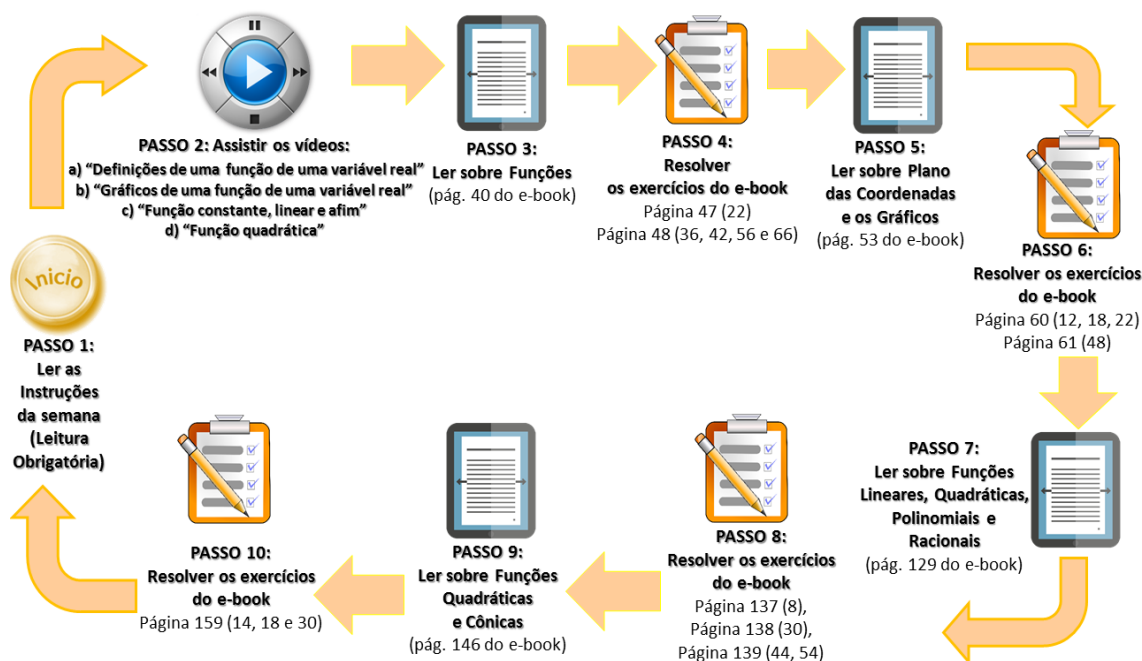 Inicio
PASSO 1:
Ler as
Instruções
da semana
(Leitura
Obrigatória)
PASSO 2: Assistir os vídeos:
a) “Definições de uma função de uma variável real”
b) “Gráficos de uma função de uma variável real”
c) “Função constante, linear e afim”
d) “Função quadrática”
PASSO 3:
Ler sobre Funções
(pág. 40 do e-book)
PASSO 4:
Resolver
os exercícios do e-book
Página 47 (22)
Página 48 (36, 42, 56 e 66)
PASSO 5:
Ler sobre Plano
das Coordenadas
e os Gráficos
(pág. 53 do e-book)
PASSO 6:
Resolver os exercícios
do e-book
Página 60 (12, 18, 22)
Página 61 (48)
PASSO 7:
Ler sobre Funções
Lineares, Quadráticas,
Polinomiais e
Racionais
(pág. 129 do e-book)
PASSO 8:
Resolver os exercícios
do e-book
Página 137 (8),
Página 138 (30),
Página 139 (44, 54)
PASSO 9:
Ler sobre Funções
Quadráticas
e Cônicas
(pág. 146 do e-book)
PASSO 10:
Resolver os exercícios
do e-book
Página 159 (14, 18 e 30)